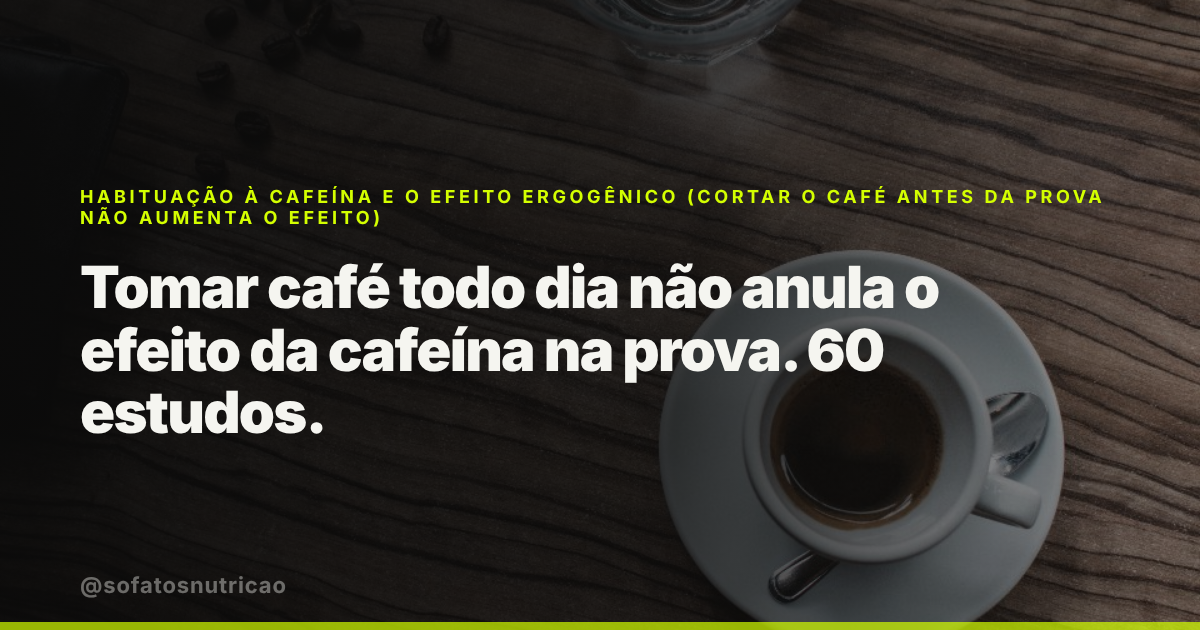 HABITUAÇÃO À CAFEÍNA E O EFEITO ERGOGÊNICO (CORTAR O CAFÉ ANTES DA PROVA
NÃO AUMENTA O EFEITO)
Tomar café todo dia não anula o
efeito da cafeína na prova. 60
estudos.
@sofatosnutricao